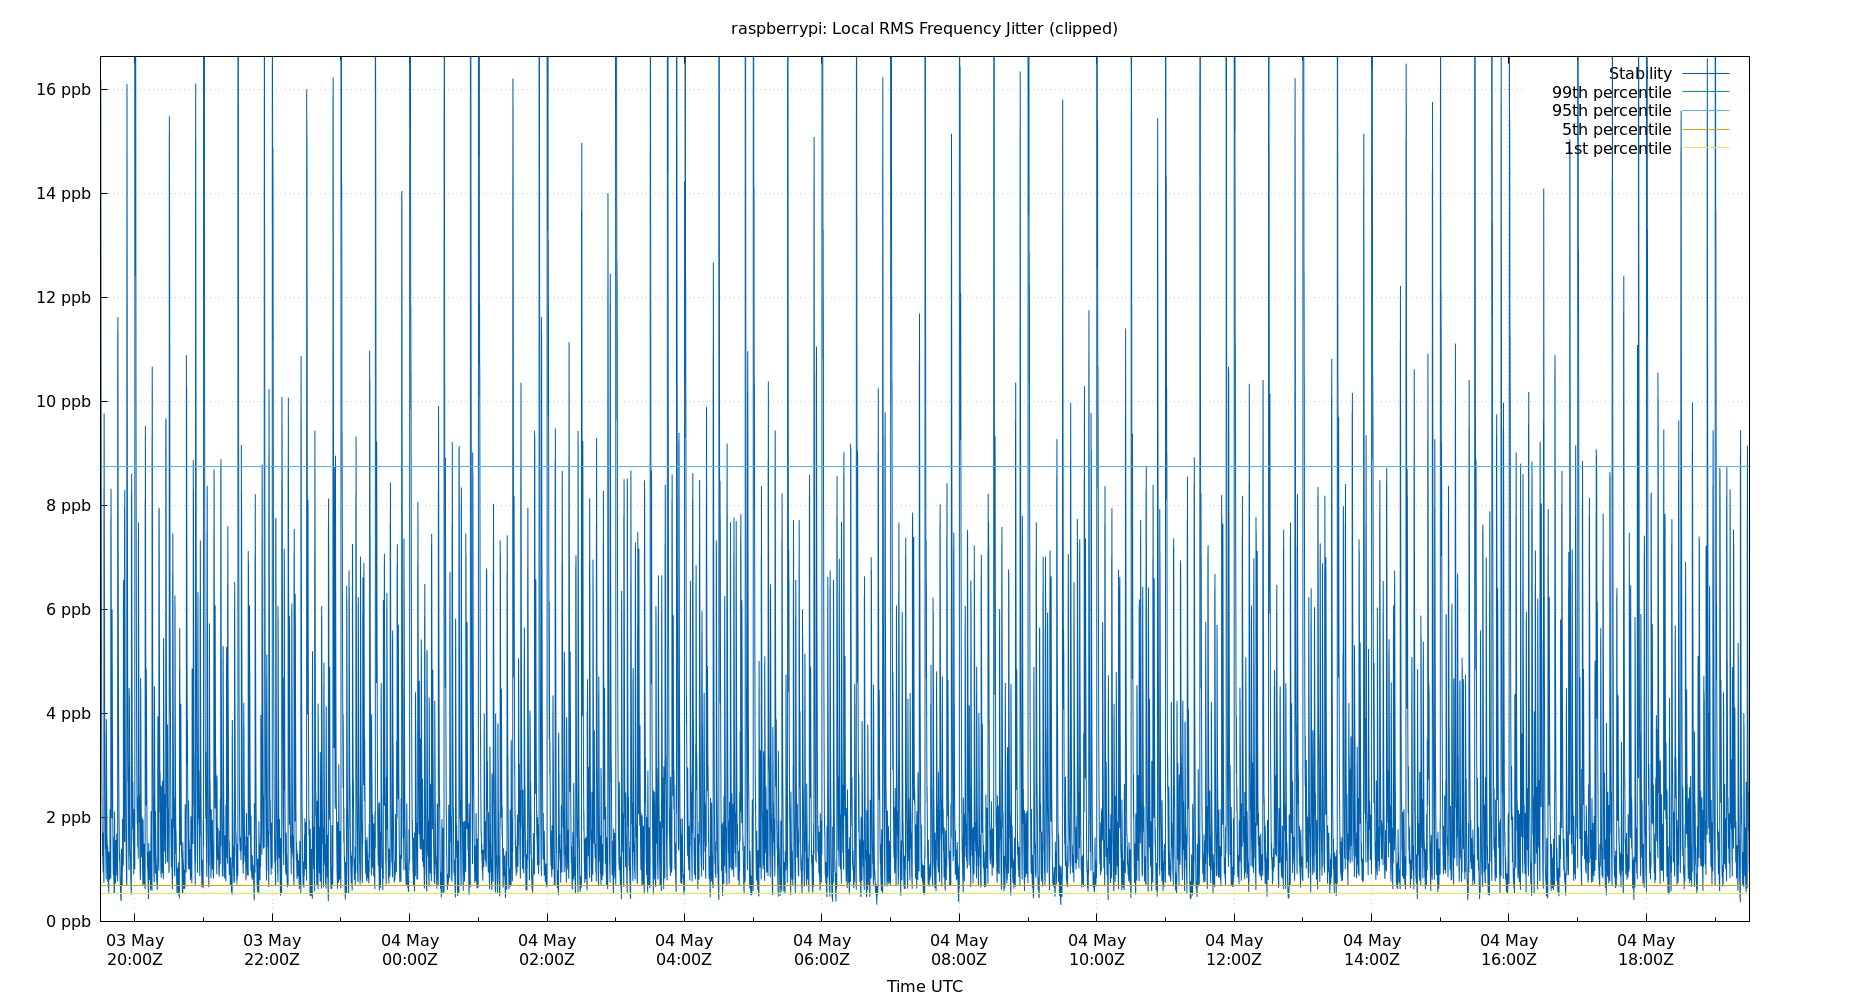 raspberrypi: Local RMS Frequency Jitter (clipped)
16 ppb
14 ppb
12 ppb
10 ppb
8 ppb
6 ppb
4 ppb
2 ppb
0 ppb
Stability
99th percentile
95th percentile
5th percentile
1st percentile
03 May 03 May 04 May 04 May 04 May 04 May 04 May 04 May 04 May 04 May 04 May 04 May
20:00Z 22:00Z 00:00Z 02:00Z 04:00Z 06:00Z 08:00Z 10:00Z 12:00Z 14:00Z 16:00Z 18:00Z
Time UTC